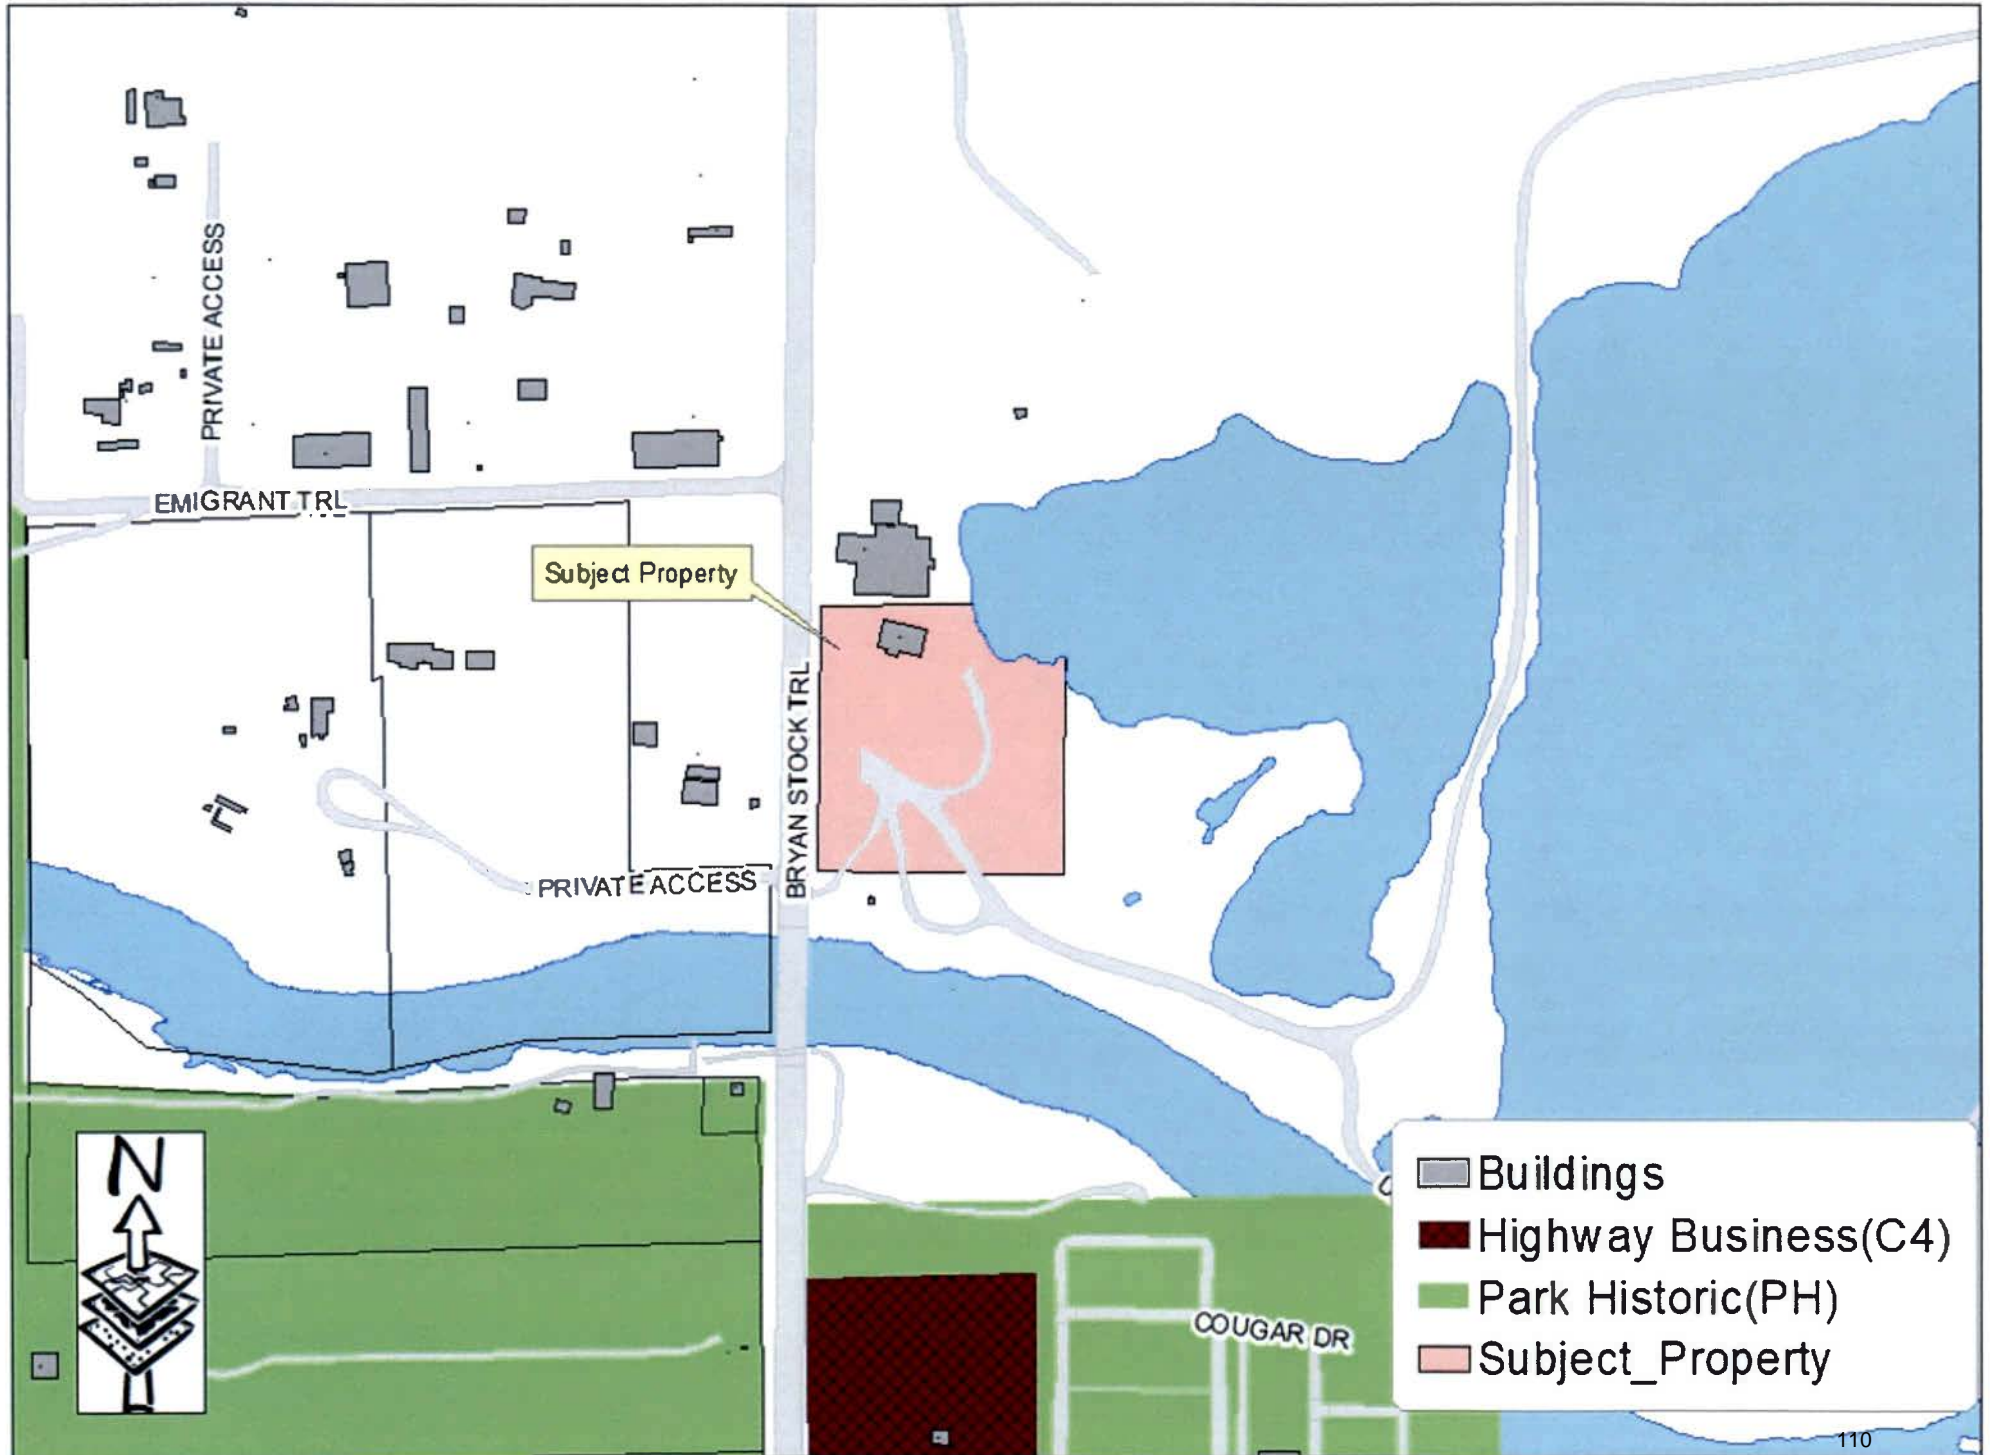 PRIVATE ACCESS
EMIGRANT TRL
Subject Property
BRYAN STOCK TRL
PRIVATE ACCESS
N
COUGAR DR
Buildings
Highway Business(C4)
Park Historic(PH)
Subject_Property
110